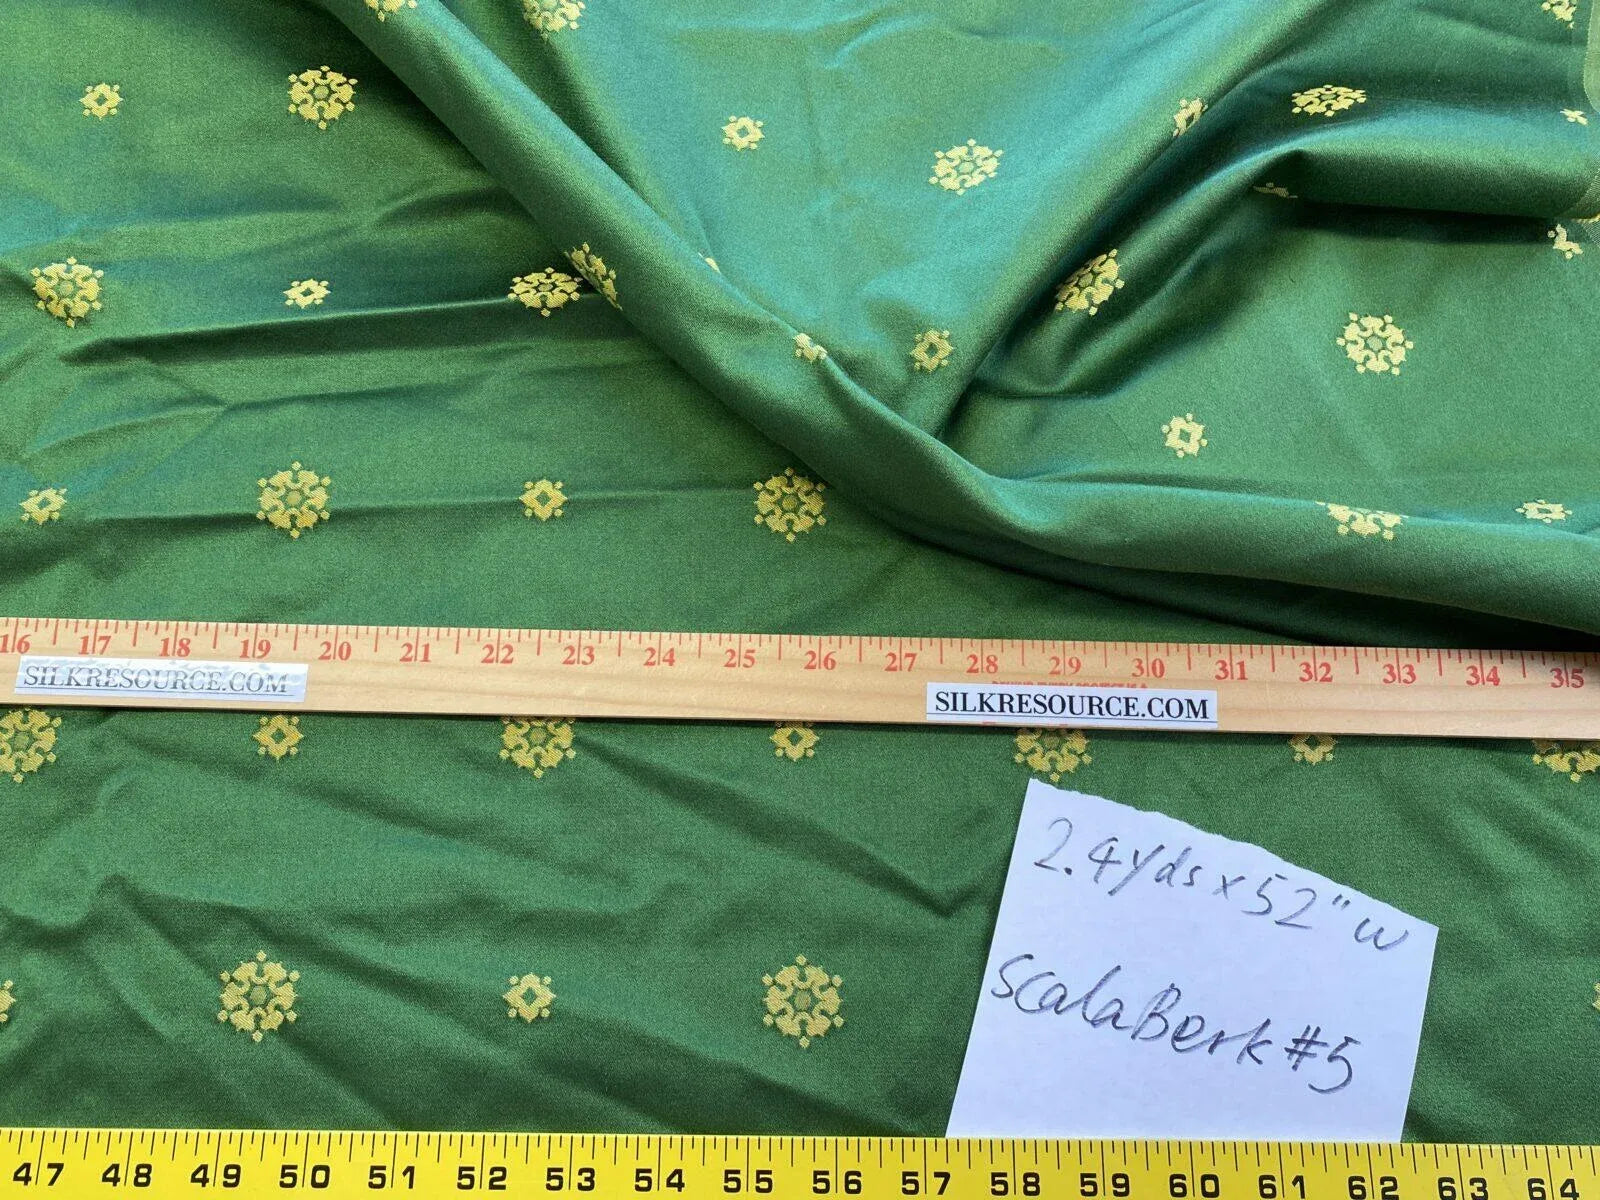 16 17 18 19 20 21 22 23 24 25 26 27 28 29 30 31 32 33 34 35
SILKRESOURCE.COM
SILKRESOURCE.COM
2.4yds x 52" w
ScalaBerk #5
47 48 49 50 51 52 53 54 55 56 57 58 59 60 61 62 63 64